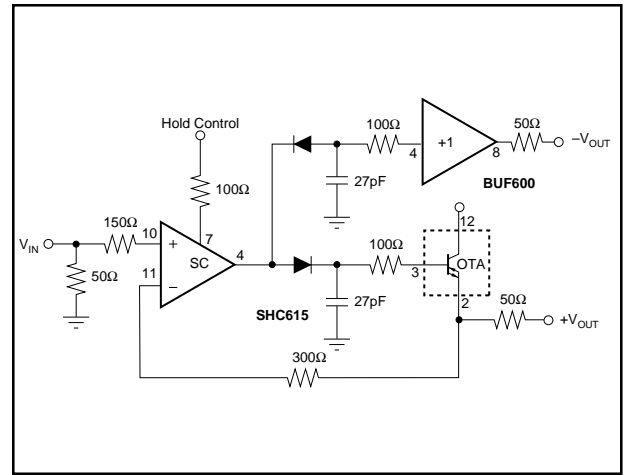 Hold Control
100Ω
150Ω
V_IN
50Ω
10
+
7
SC
11
−
4
100Ω
27pF
4
+1
8
50Ω
−V_OUT
BUF600
SHC615
100Ω
27pF
3
12
OTA
2
50Ω
+V_OUT
300Ω